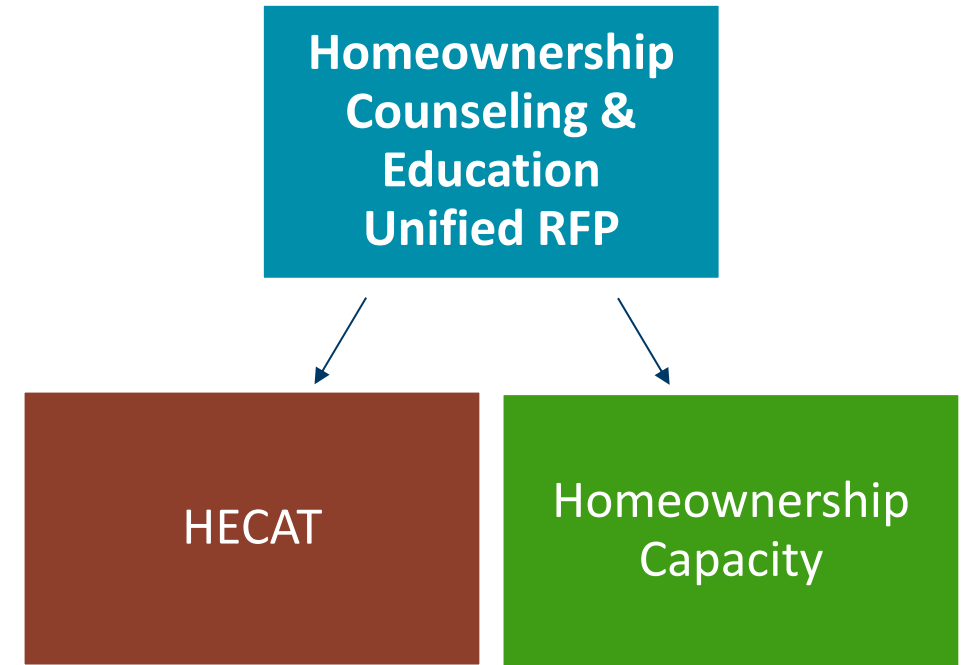 Homeownership
Counseling &
Education
Unified RFP
HECAT
Homeownership
Capacity